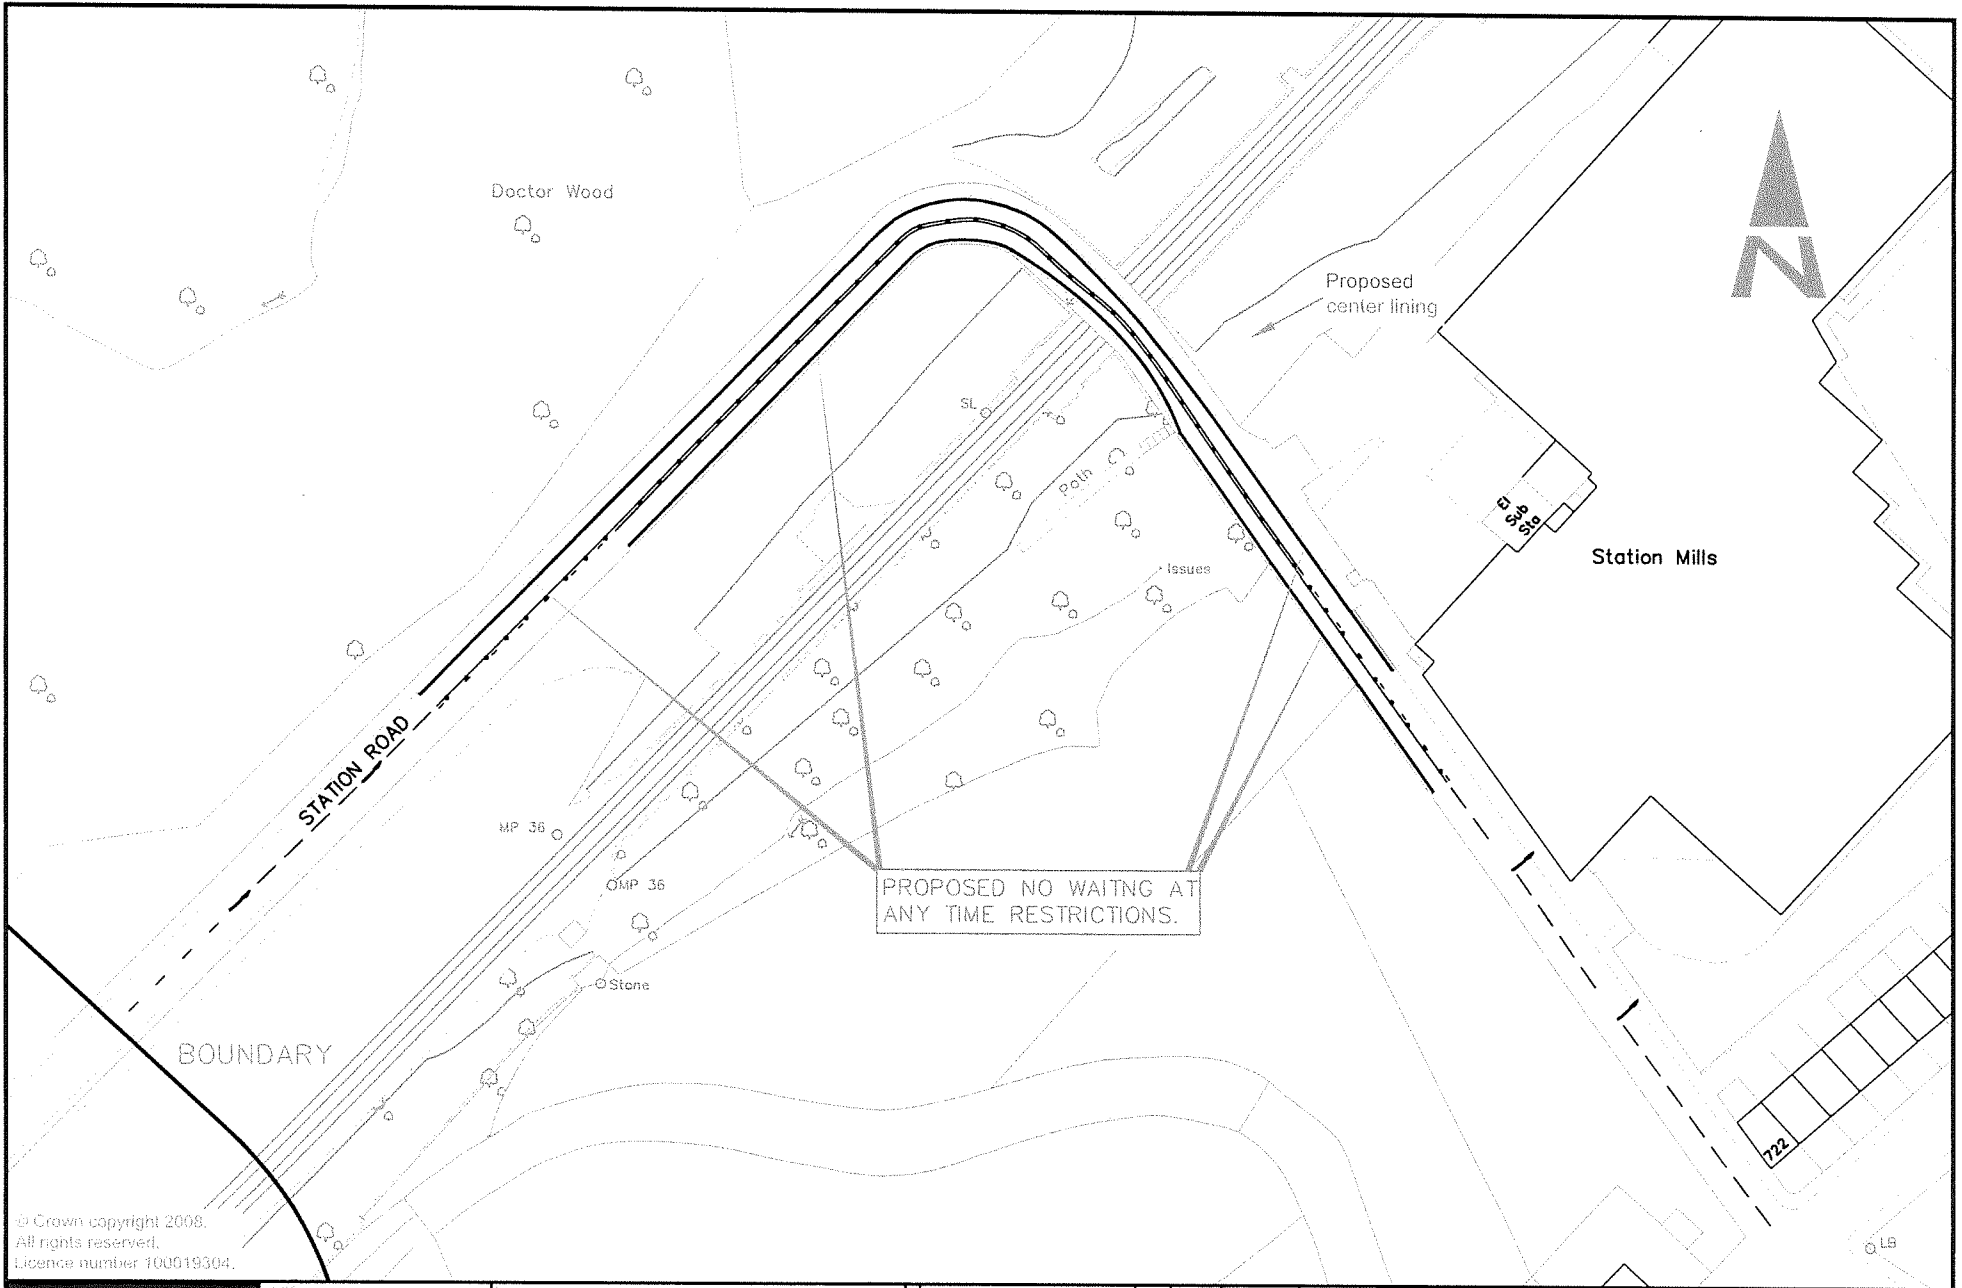 Doctor Wood
N
Proposed
center lining
SL
Path
El
Sub
Sta
Station Mills
Issues
STATION ROAD
MP 36
MP 36
PROPOSED NO WAITNG AT
ANY TIME RESTRICTIONS.
Stone
BOUNDARY
722
© Crown copyright 2008.
All rights reserved.
Licence number 100019304.
LB